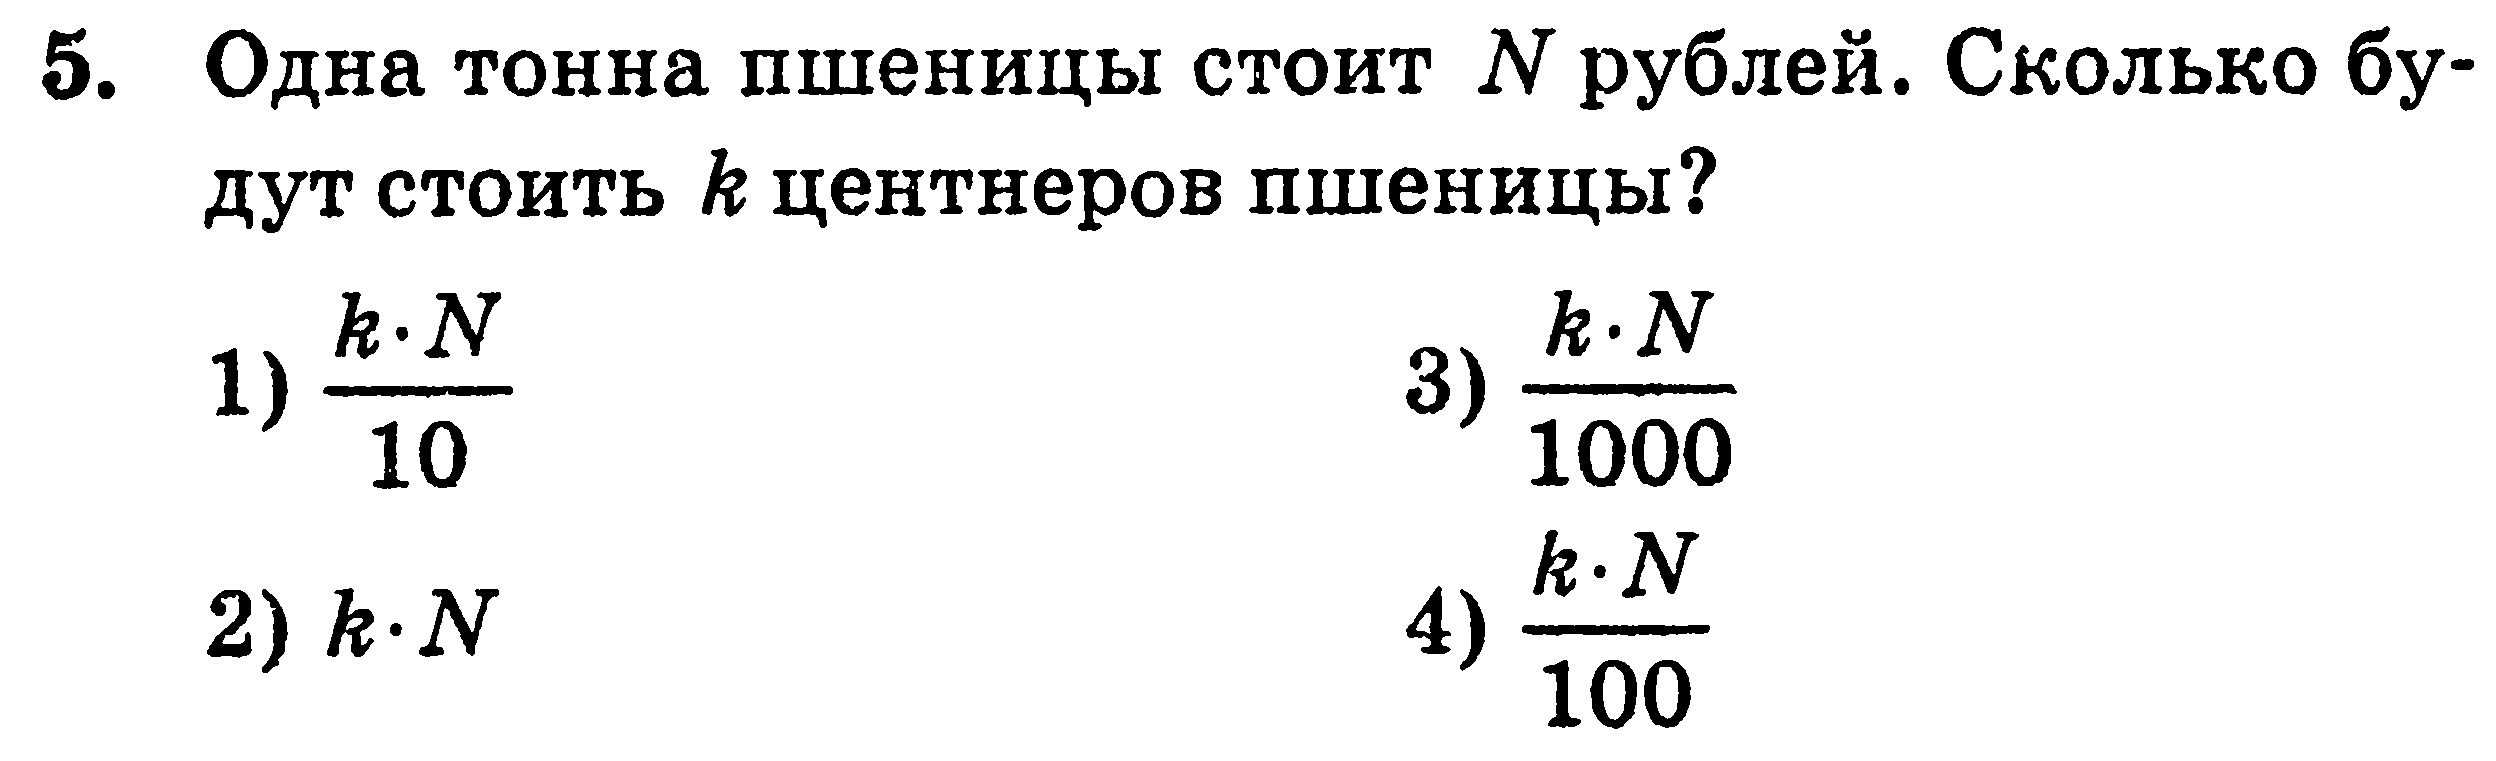 5. Одна тонна пшеницы стоит N рублей. Сколько бу-
дут стоить k центнеров пшеницы?
1) k·N/10
3) k·N/1000
2) k·N
4) k·N/100